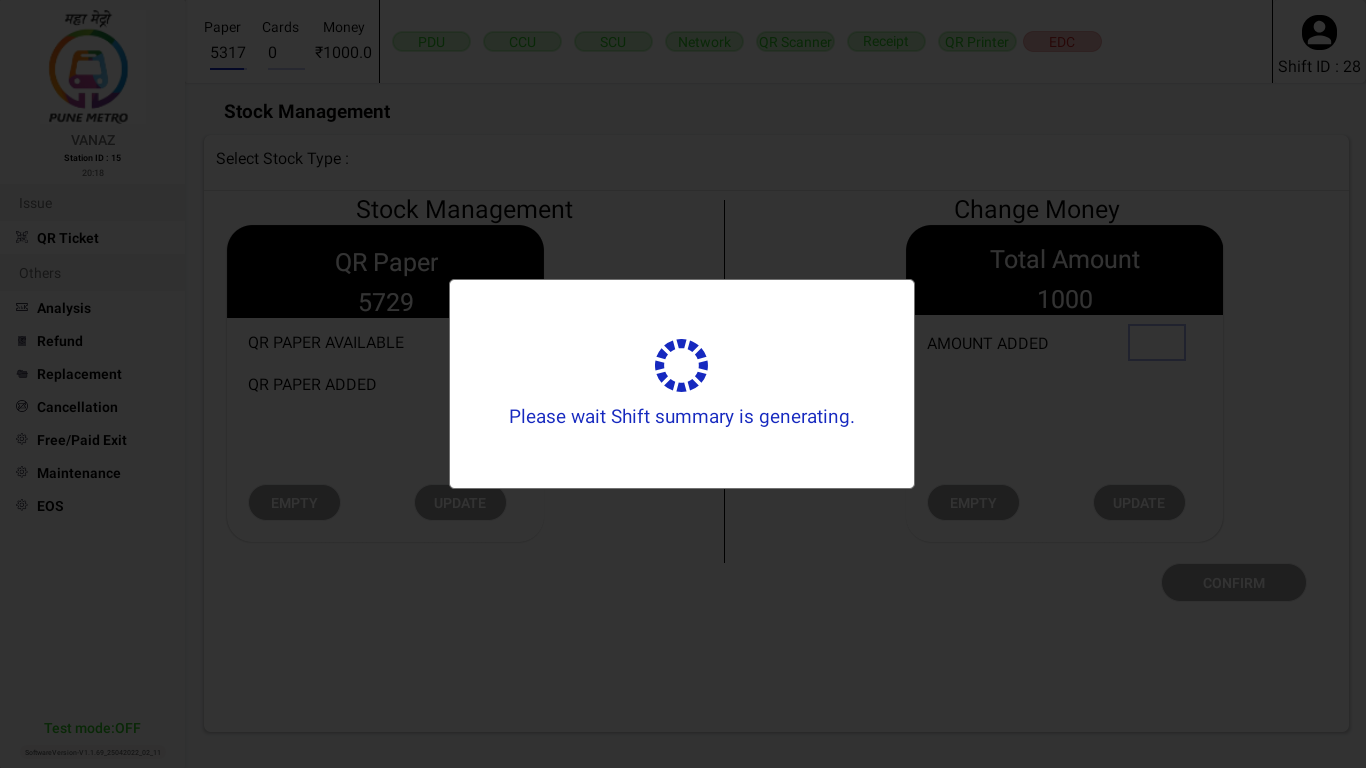 महा मेट्रो
PUNE METRO
VANAZ
Station ID : 15
20:18
Issue
QR Ticket
Others
Analysis
Refund
Replacement
Cancellation
Free/Paid Exit
Maintenance
EOS
Test mode:OFF
Paper Cards Money
5317 0 ₹1000.0
PDU CCU SCU Network QR Scanner Receipt QR Printer EDC
Shift ID : 28
Stock Management
Select Stock Type :
Stock Management
QR Paper
5729
QR PAPER AVAILABLE
QR PAPER ADDED
EMPTY UPDATE
Change Money
Total Amount
1000
AMOUNT ADDED
EMPTY UPDATE
CONFIRM
Please wait Shift summary is generating.